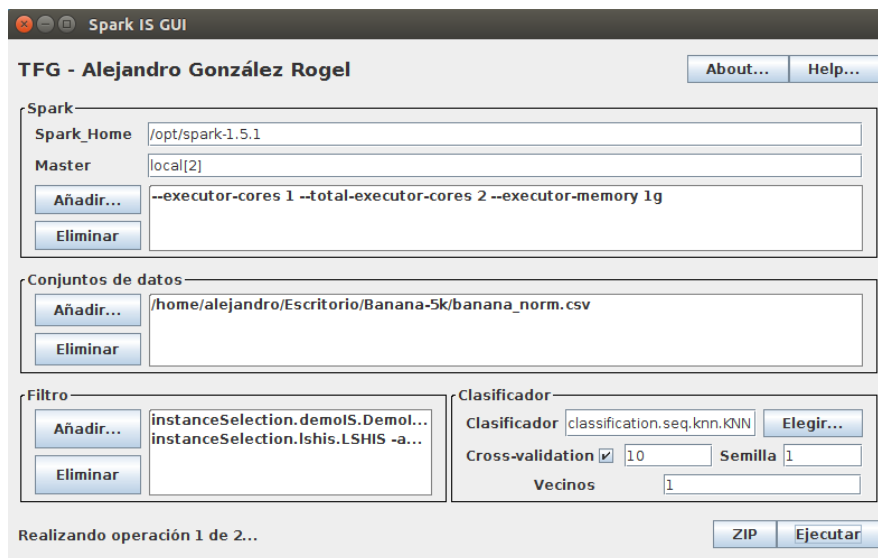 Spark IS GUI
TFG - Alejandro González Rogel
About...
Help...
Spark
Spark_Home /opt/spark-1.5.1
Master local[2]
Añadir...
--executor-cores 1 --total-executor-cores 2 --executor-memory 1g
Eliminar
Conjuntos de datos
Añadir...
/home/alejandro/Escritorio/Banana-5k/banana_norm.csv
Eliminar
Filtro
Añadir...
instanceSelection.demoIS.DemoI...
instanceSelection.lshis.LSHIS -a...
Eliminar
Clasificador
Clasificador classification.seq.knn.KNN Elegir...
Cross-validation 10 Semilla 1
Vecinos 1
Realizando operación 1 de 2...
ZIP
Ejecutar